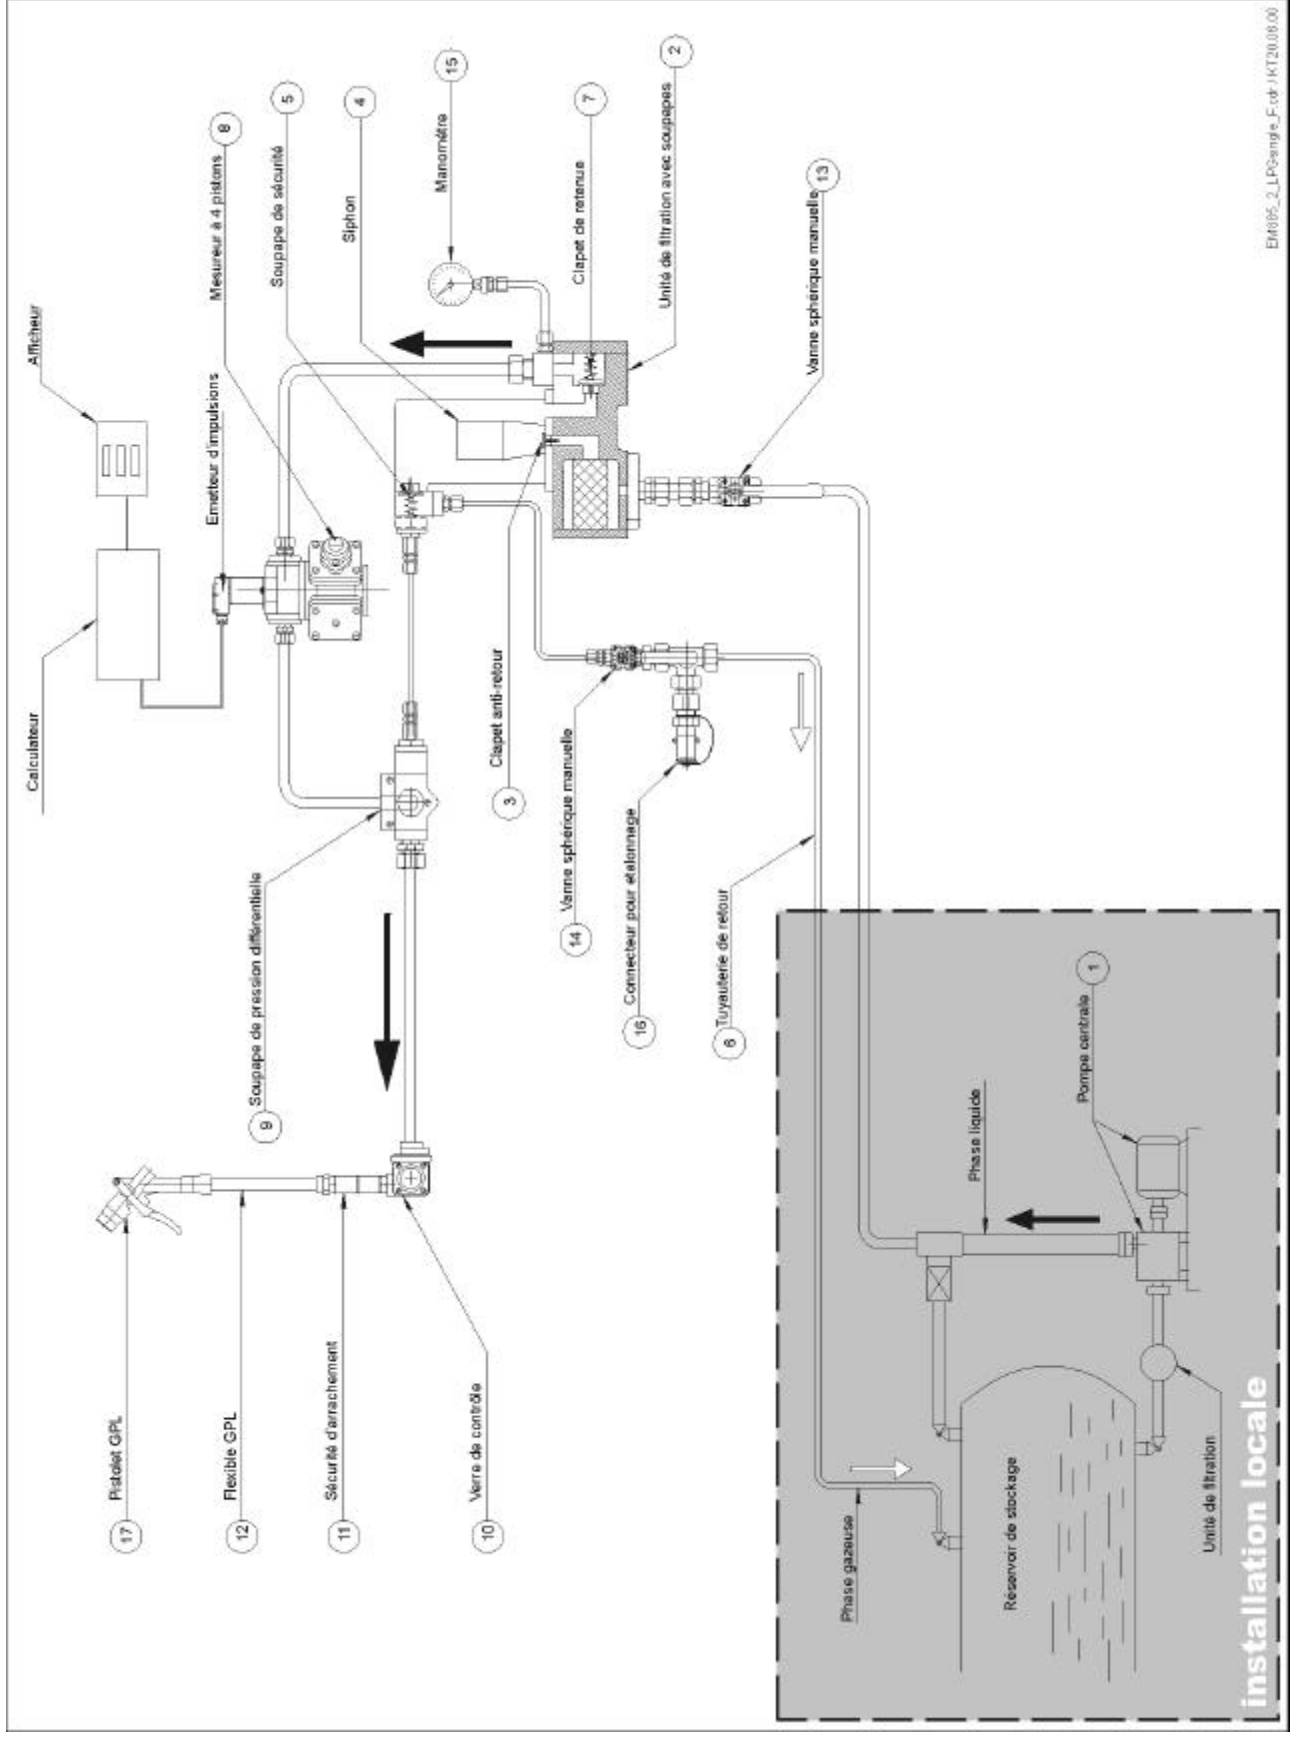 Afficheur
Calculateur
Emetteur d'impulsions
8
Mesureur à 4 pistons
5
Soupape de sécurité
4
Siphon
15
Manomètre
7
Clapet de retenue
2
Unité de filtration avec soupapes
13
Vanne sphérique manuelle
17
Pistolet GPL
12
Flexible GPL
11
Sécurité d'arrachement
10
Verre de contrôle
9
Soupape de pression différentielle
3
Clapet anti-retour
14
Vanne sphérique manuelle
16
Connecteur pour étalonnage
6
Tuyauterie de retour
1
Pompe centrale
Phase liquide
Phase gazeuse
Réservoir de stockage
Unité de filtration
installation locale